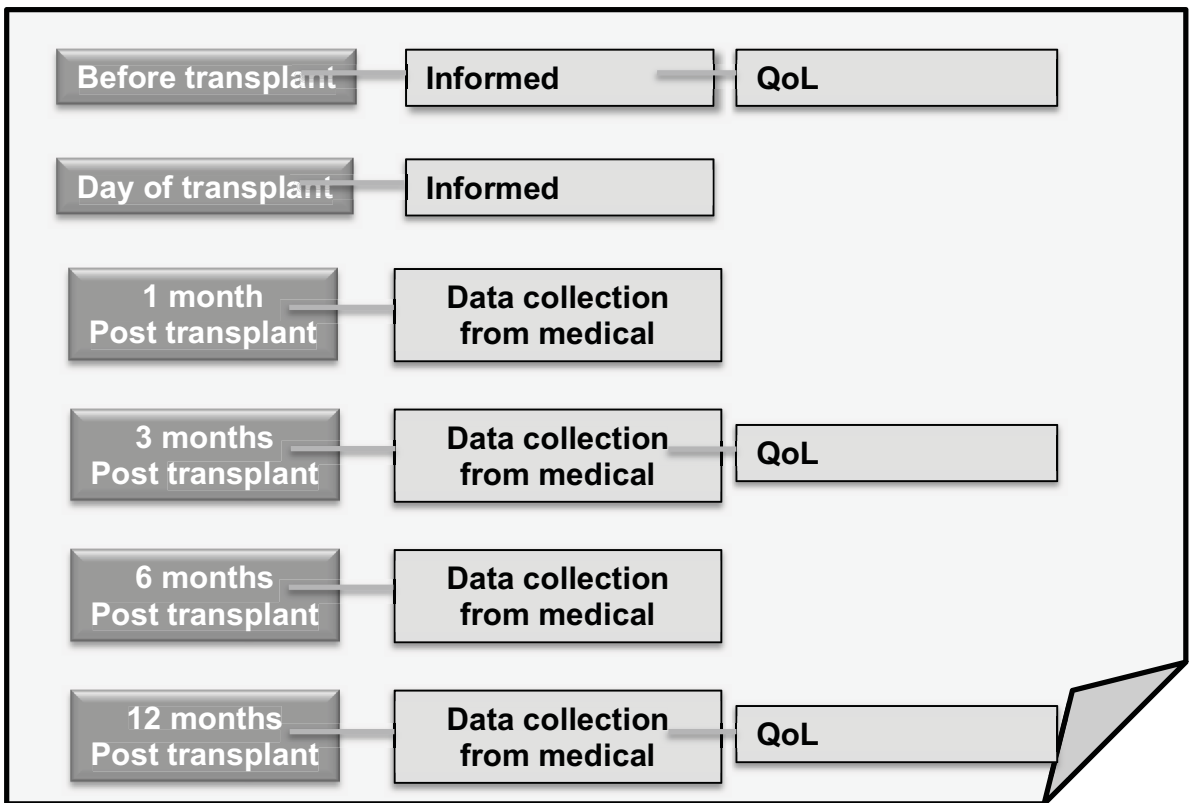 Before transplant
Informed
QoL
Day of transplant
Informed
1 month
Post transplant
Data collection
from medical
3 months
Post transplant
Data collection
from medical
QoL
6 months
Post transplant
Data collection
from medical
12 months
Post transplant
Data collection
from medical
QoL